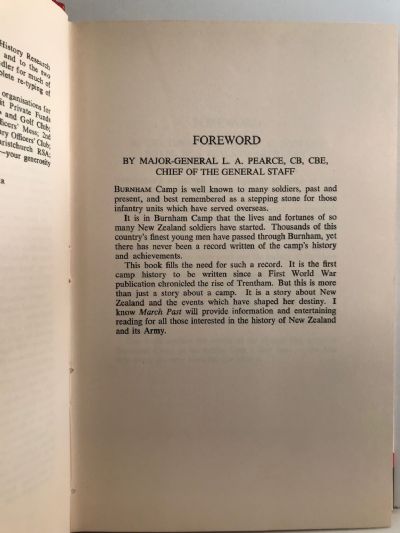 History Research
and to the two
dler for much of
plete re-typing of
organisations for
it Private Funds
and Golf Club;
ficers' Mess; 2nd
ry Officers' Club;
hristchurch RSA;
—your generosity
a
FOREWORD
BY MAJOR-GENERAL L. A. PEARCE, CB, CBE,
CHIEF OF THE GENERAL STAFF
BURNHAM Camp is well known to many soldiers, past and
present, and best remembered as a stepping stone for those
infantry units which have served overseas.
It is in Burnham Camp that the lives and fortunes of so
many New Zealand soldiers have started. Thousands of this
country's finest young men have passed through Burnham, yet
there has never been a record written of the camp's history
and achievements.
This book fills the need for such a record. It is the first
camp history to be written since a First World War
publication chronicled the rise of Trentham. But this is more
than just a story about a camp. It is a story about New
Zealand and the events which have shaped her destiny. I
know March Past will provide information and entertaining
reading for all those interested in the history of New Zealand
and its Army.